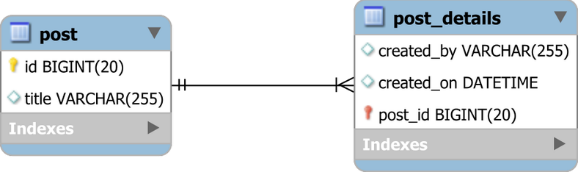 post
id BIGINT(20)
title VARCHAR(255)
Indexes
post_details
created_by VARCHAR(255)
created_on DATETIME
post_id BIGINT(20)
Indexes